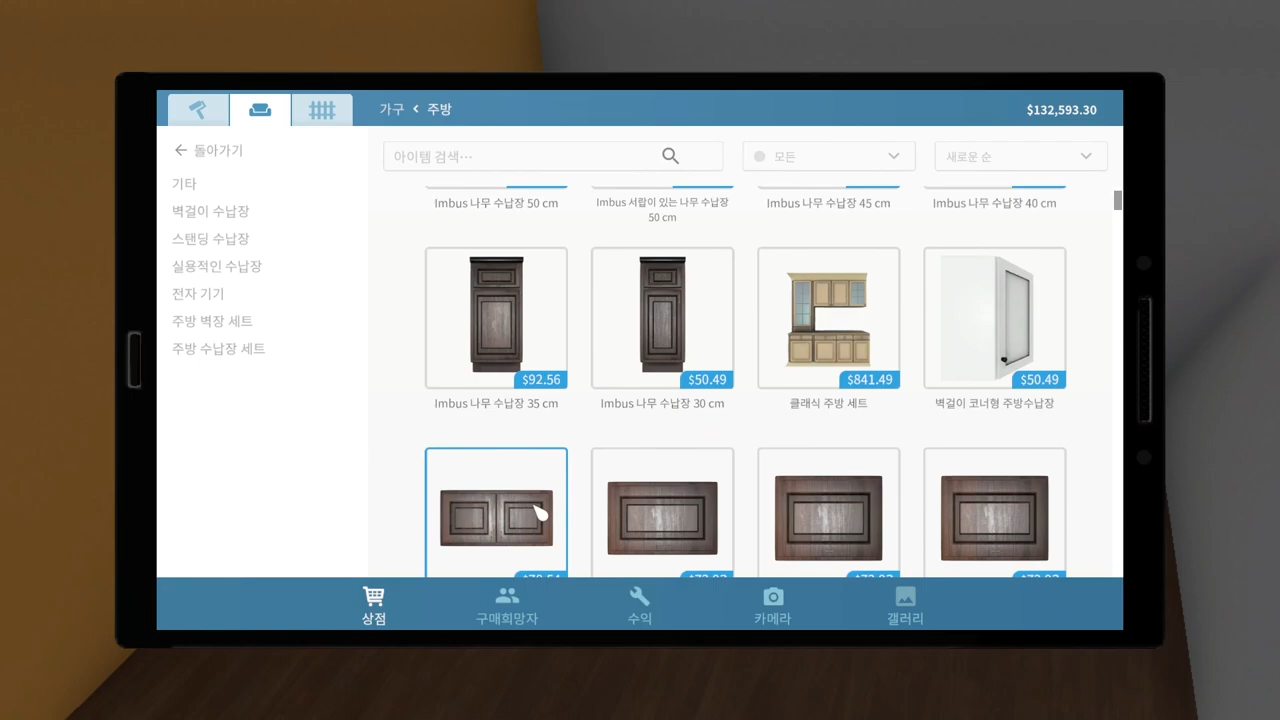 가구 < 주방
$132,593.30
돌아가기
아이템 검색…
모든
새로운 순
기타
벽걸이 수납장
스탠딩 수납장
실용적인 수납장
전자 기기
주방 벽장 세트
주방 수납장 세트
Imbus 나무 수납장 50 cm
Imbus 서랍이 있는 나무 수납장
50 cm
Imbus 나무 수납장 45 cm
Imbus 나무 수납장 40 cm
$92.56
$50.49
$841.49
$50.49
Imbus 나무 수납장 35 cm
Imbus 나무 수납장 30 cm
클래식 주방 세트
벽걸이 코너형 주방수납장
상점
구매희망자
수익
카메라
갤러리